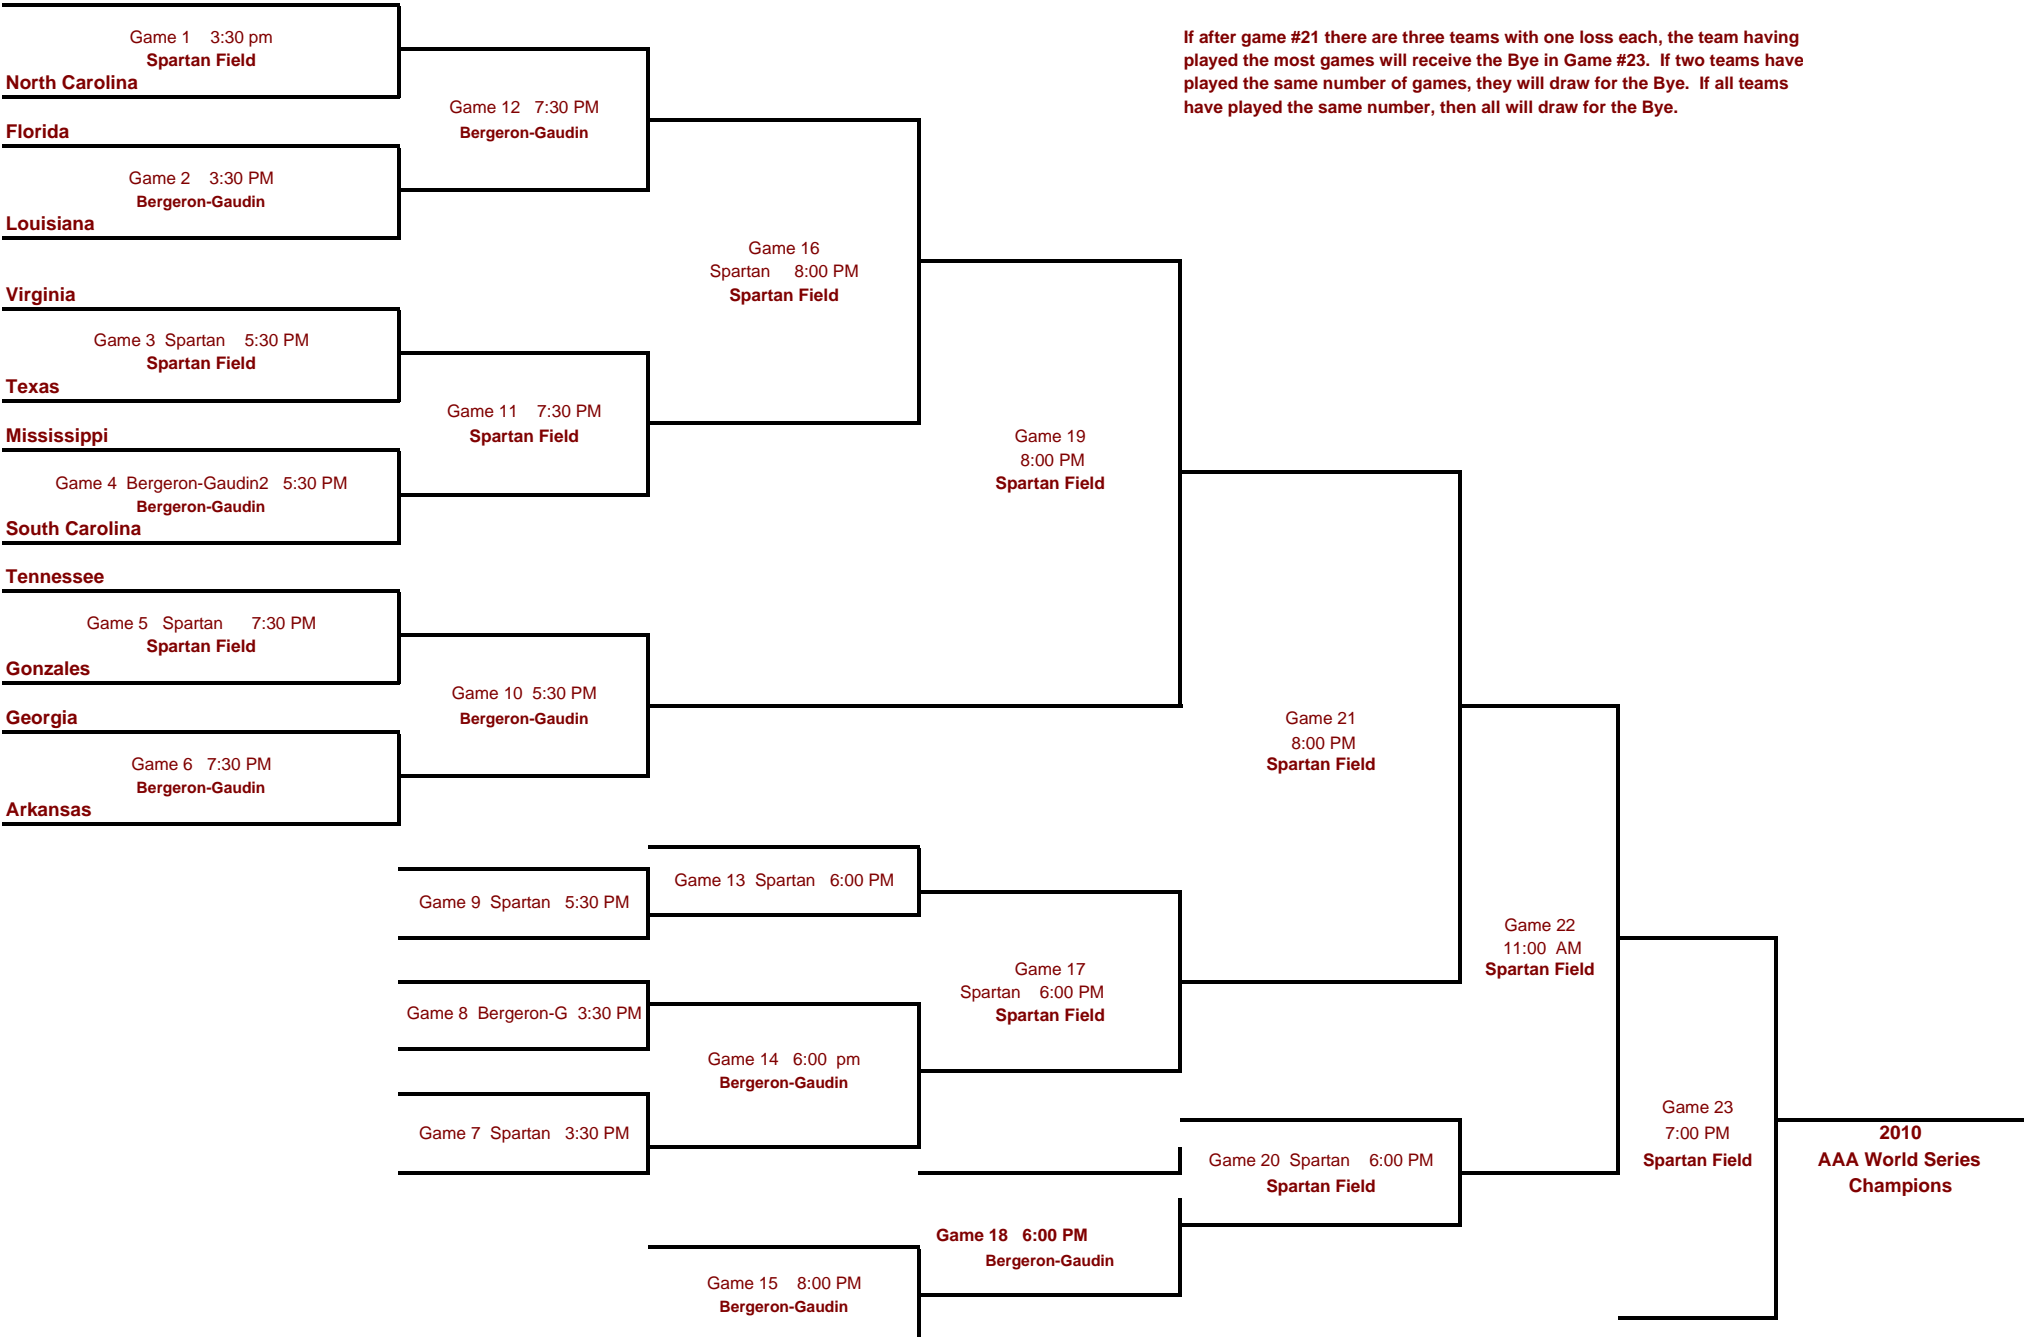 Game 1    3:30 pm
Spartan Field
North Carolina
Florida
Game 2    3:30 PM
Bergeron-Gaudin
Louisiana
Virginia
Game 3  Spartan    5:30 PM
Spartan Field
Texas
Mississippi
Game 4  Bergeron-Gaudin2   5:30 PM
Bergeron-Gaudin
South Carolina
Tennessee
Game 5   Spartan      7:30 PM
Spartan Field
Gonzales
Georgia
Game 6   7:30 PM
Bergeron-Gaudin
Arkansas
Game 12   7:30 PM
Bergeron-Gaudin
Game 11    7:30 PM
Spartan Field
Game 10  5:30 PM
Bergeron-Gaudin
Game 9  Spartan   5:30 PM
Game 8  Bergeron-G  3:30 PM
Game 7  Spartan   3:30 PM
Game 16
Spartan     8:00 PM
Spartan Field
Game 13  Spartan   6:00 PM
Game 14   6:00  pm
Bergeron-Gaudin
Game 15    8:00 PM
Bergeron-Gaudin
Game 19
8:00 PM
Spartan Field
Game 17
Spartan    6:00 PM
Spartan Field
Game 18   6:00 PM
Bergeron-Gaudin
If after game #21 there are three teams with one loss each, the team having
played the most games will receive the Bye in Game #23.  If two teams have
played the same number of games, they will draw for the Bye.  If all teams
have played the same number, then all will draw for the Bye.
Game 21
8:00 PM
Spartan Field
Game 20  Spartan    6:00 PM
Spartan Field
Game 22
11:00  AM
Spartan Field
Game 23
7:00 PM
Spartan Field
2010
AAA World Series
Champions